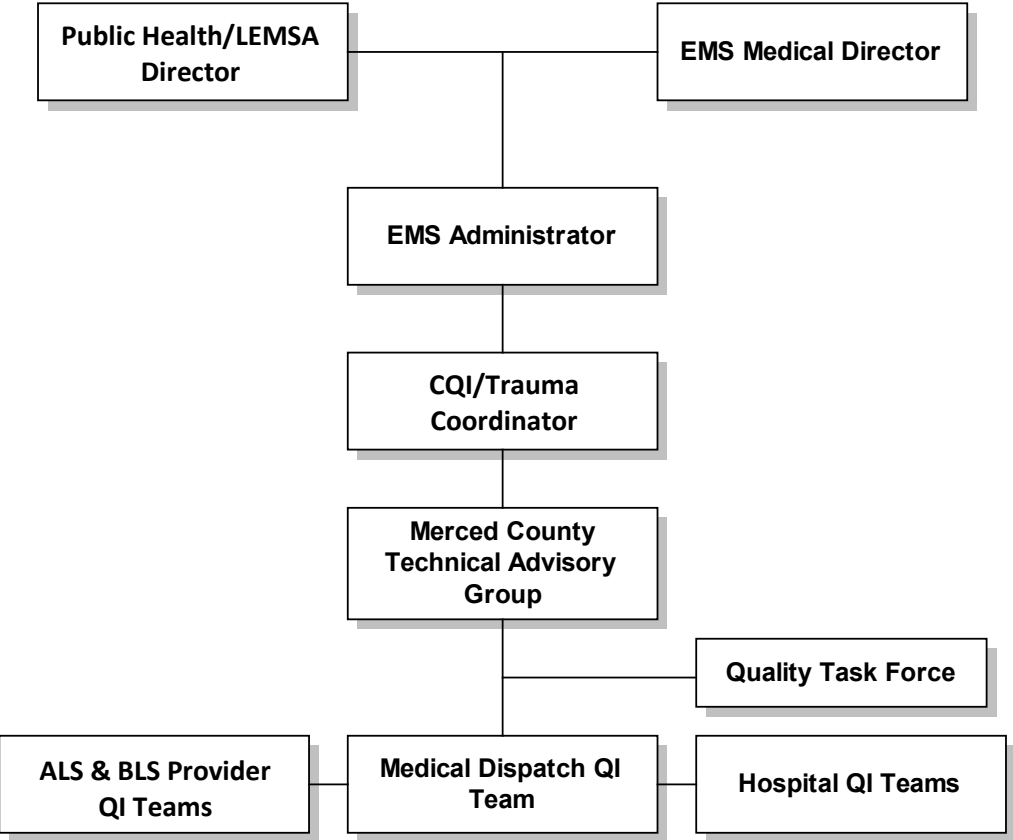 Public Health/LEMSA
Director
EMS Medical Director
EMS Administrator
CQI/Trauma
Coordinator
Merced County
Technical Advisory
Group
Quality Task Force
ALS & BLS Provider
QI Teams
Medical Dispatch QI
Team
Hospital QI Teams